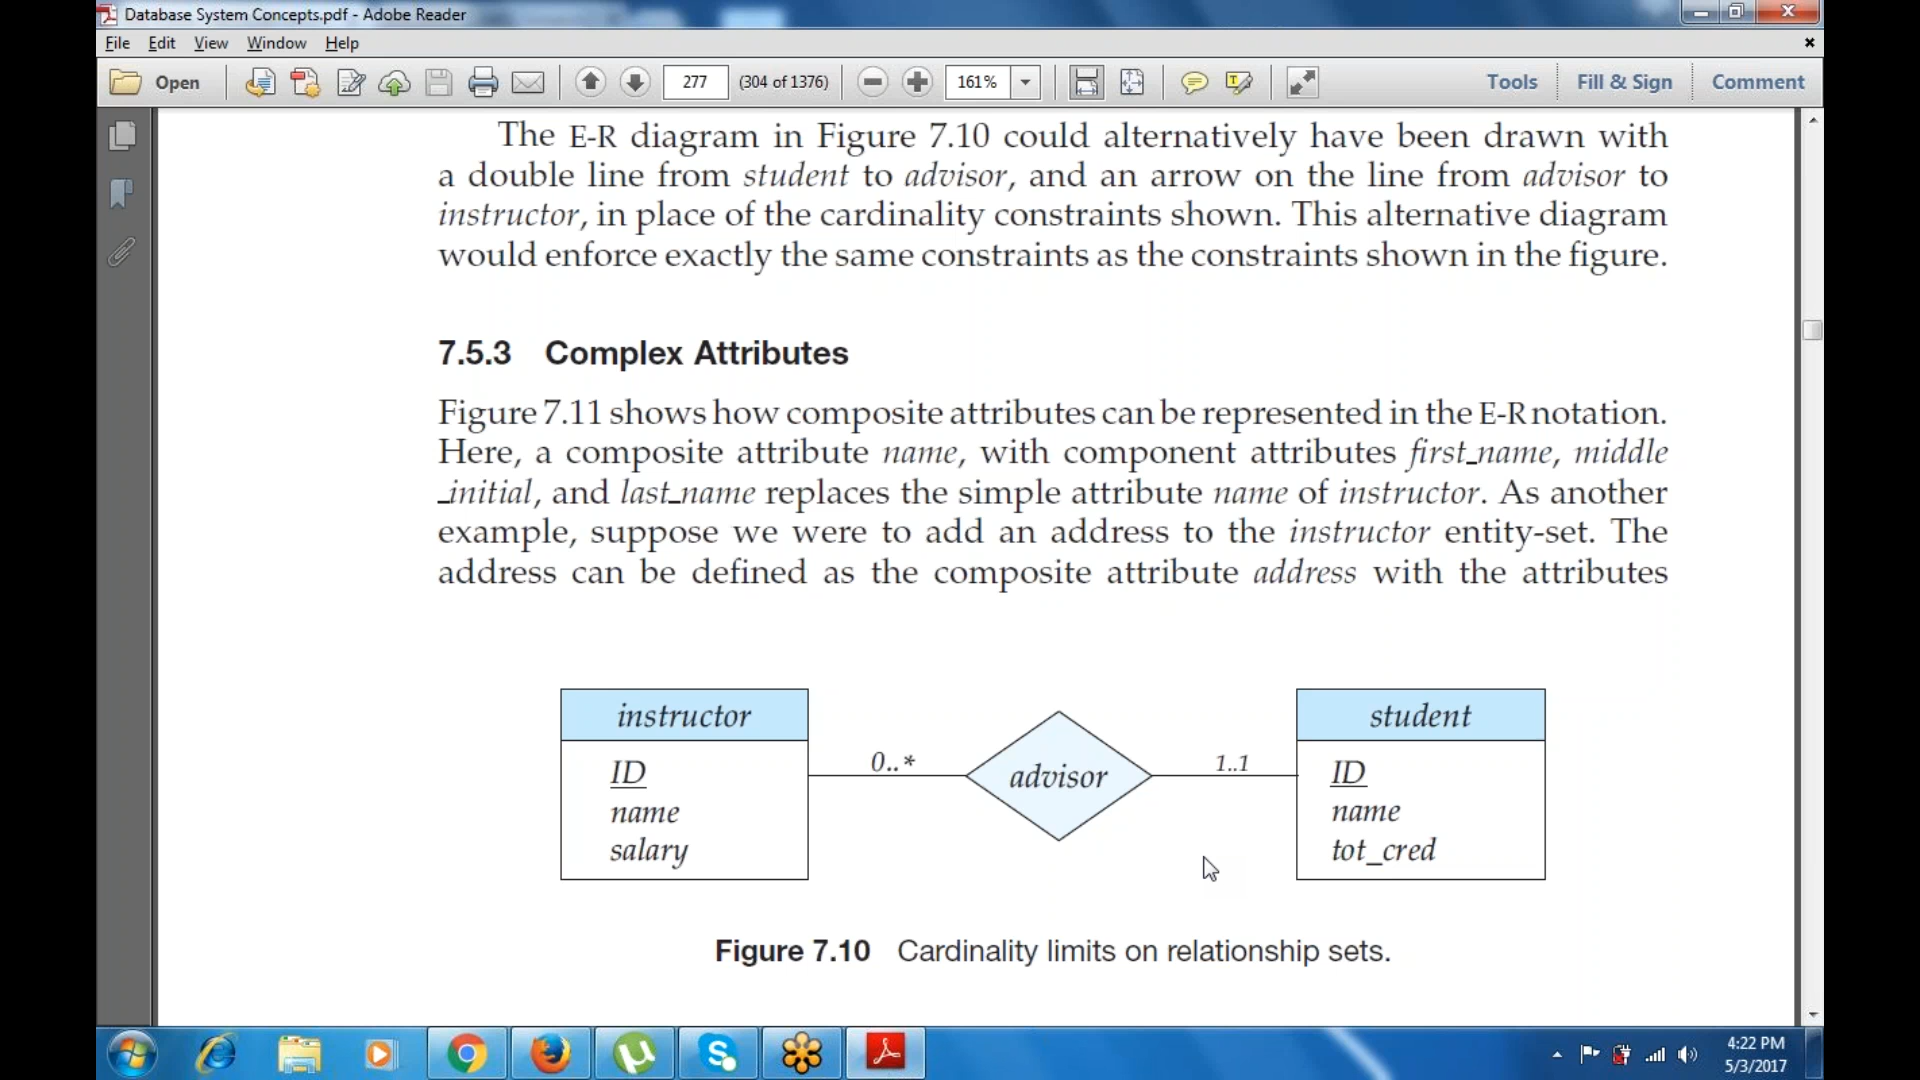 Database System Concepts.pdf - Adobe Reader
File Edit View Window Help
Open 277 (304 of 1376) 161% Tools Fill & Sign Comment
The E-R diagram in Figure 7.10 could alternatively have been drawn with
a double line from student to advisor, and an arrow on the line from advisor to
instructor, in place of the cardinality constraints shown. This alternative diagram
would enforce exactly the same constraints as the constraints shown in the figure.
7.5.3 Complex Attributes
Figure 7.11 shows how composite attributes can be represented in the E-R notation.
Here, a composite attribute name, with component attributes first_name, middle
_initial, and last_name replaces the simple attribute name of instructor. As another
example, suppose we were to add an address to the instructor entity-set. The
address can be defined as the composite attribute address with the attributes
instructor
ID
name
salary
0..*
advisor
1..1
student
ID
name
tot_cred
Figure 7.10 Cardinality limits on relationship sets.
4:22 PM
5/3/2017